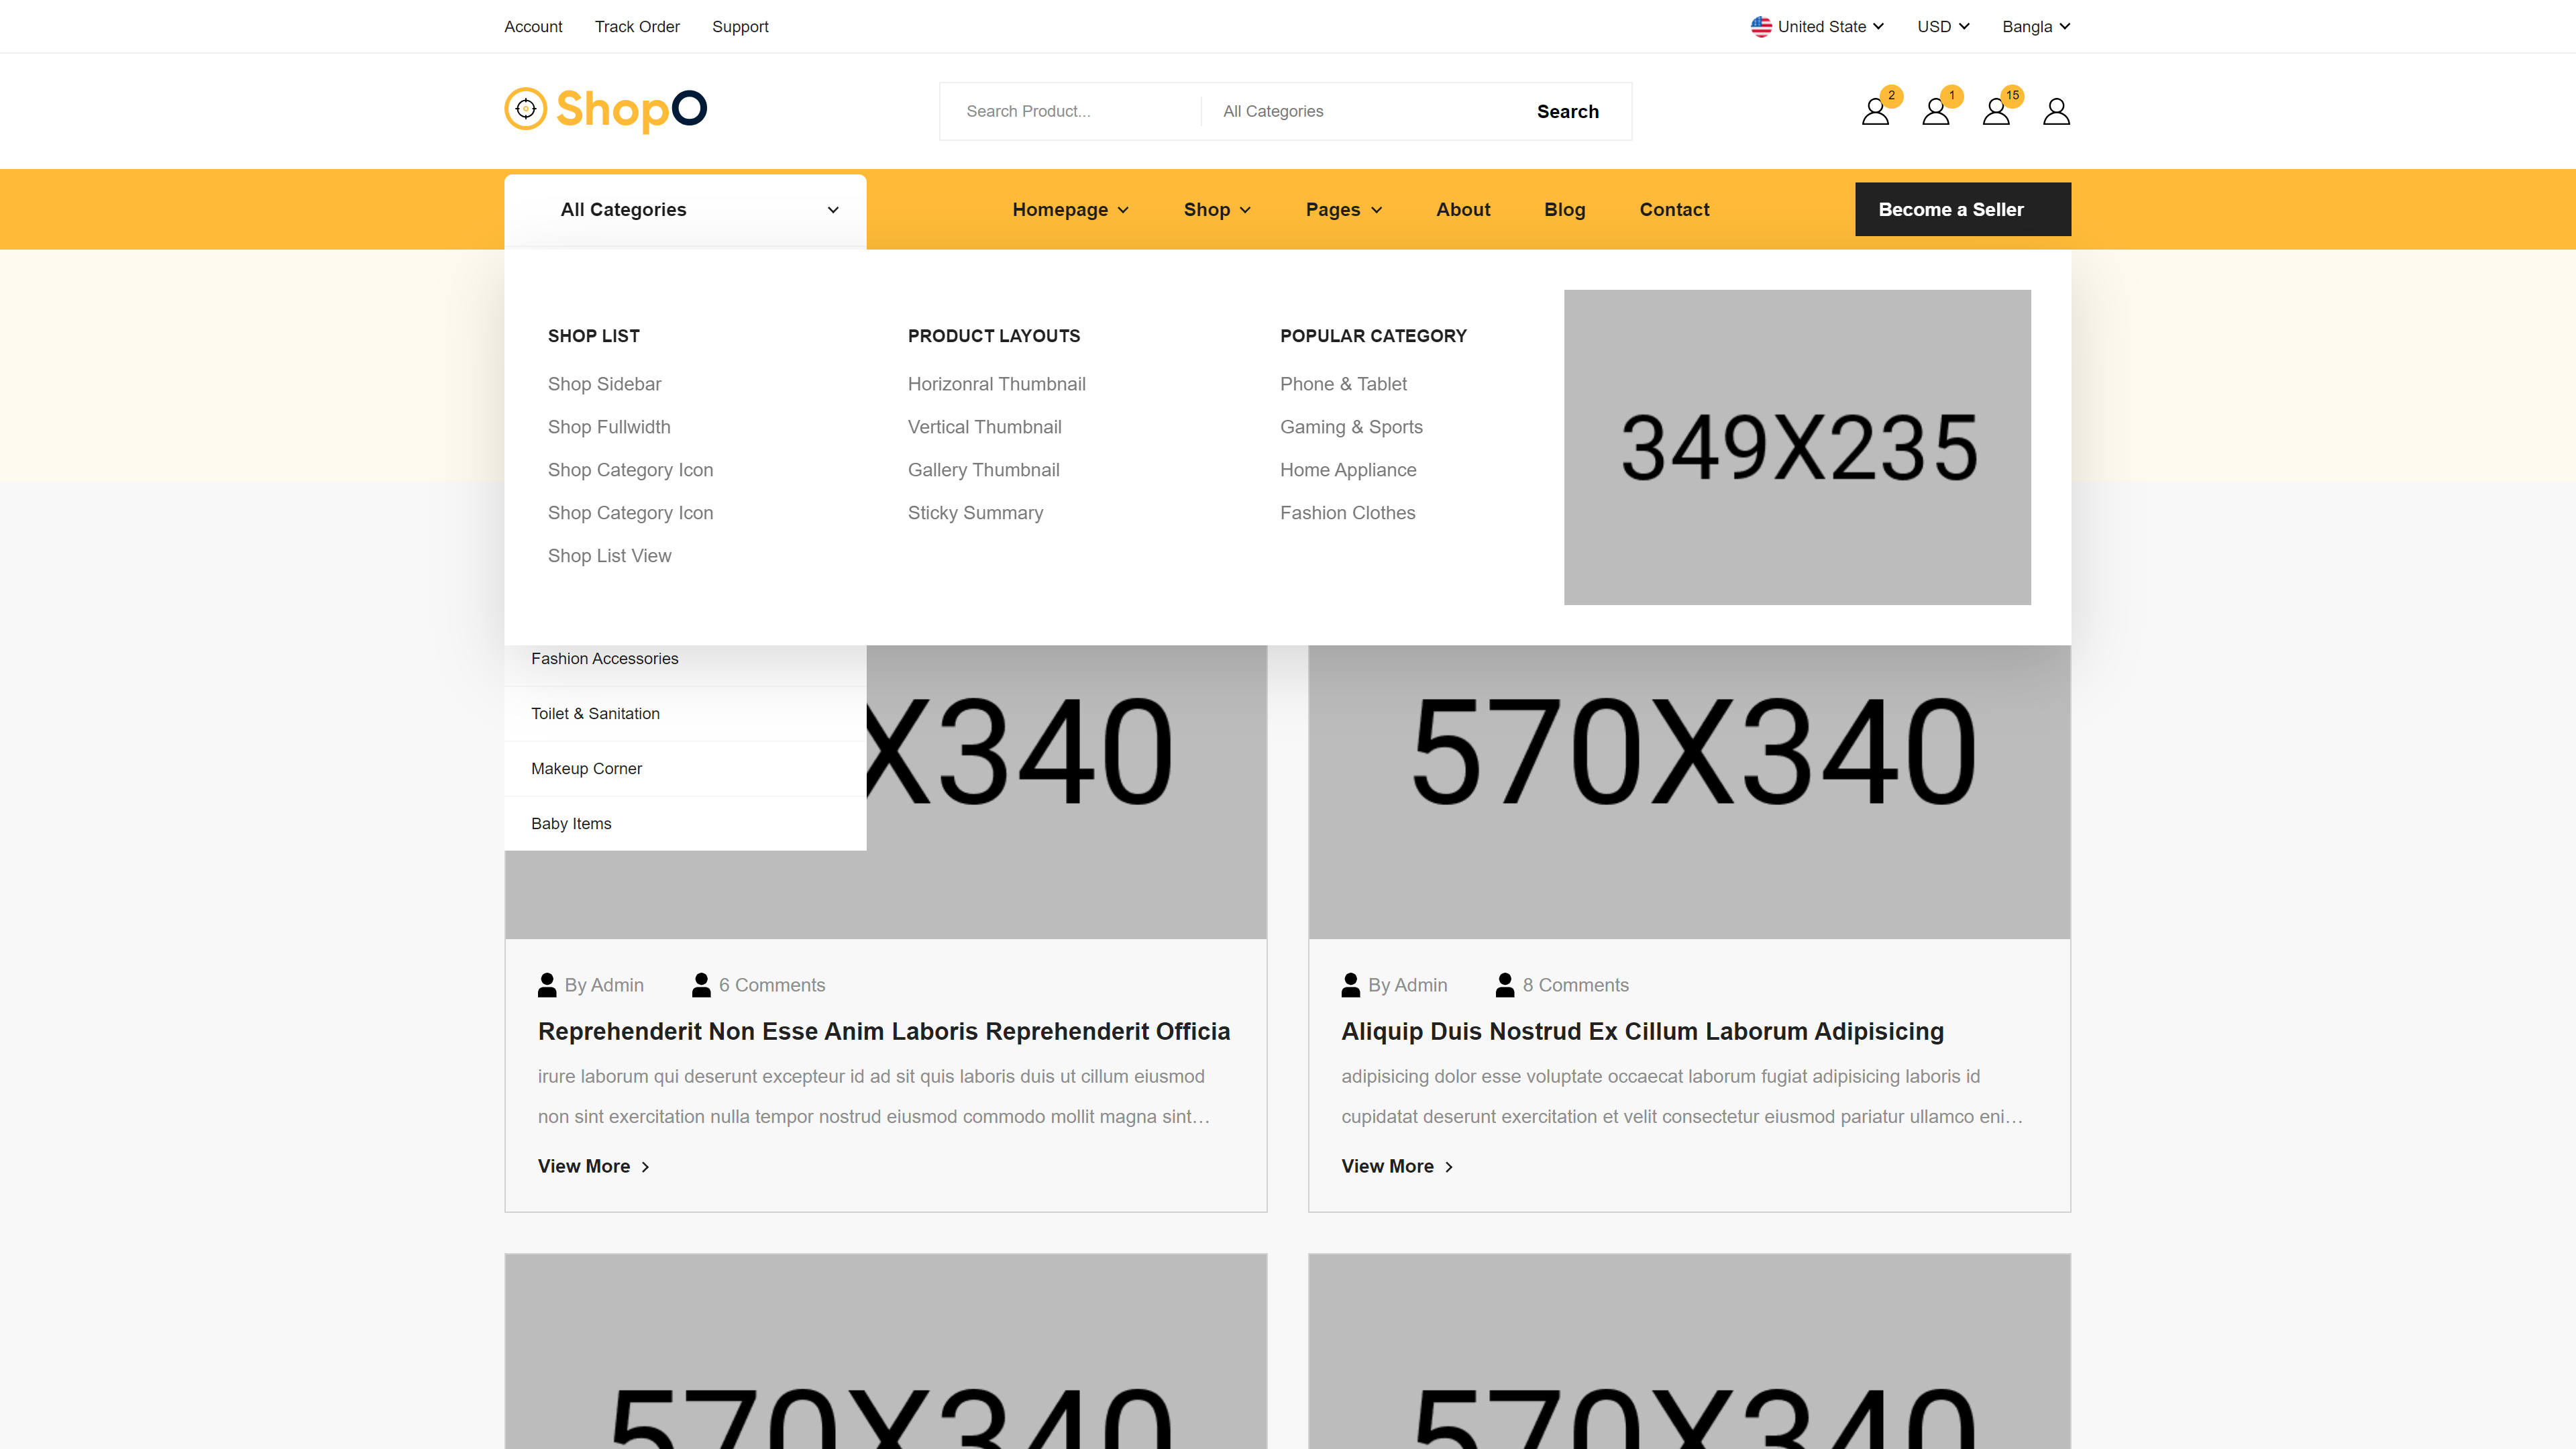 Account Track Order Support United State USD Bangla
ShopO Search Product... All Categories Search 2 1 15
All Categories Homepage Shop Pages About Blog Contact Become a Seller
SHOP LIST
Shop Sidebar
Shop Fullwidth
Shop Category Icon
Shop Category Icon
Shop List View
PRODUCT LAYOUTS
Horizonral Thumbnail
Vertical Thumbnail
Gallery Thumbnail
Sticky Summary
POPULAR CATEGORY
Phone & Tablet
Gaming & Sports
Home Appliance
Fashion Clothes
349X235
Fashion Accessories
Toilet & Sanitation
Makeup Corner
Baby Items
X340
570X340
By Admin 6 Comments
Reprehenderit Non Esse Anim Laboris Reprehenderit Officia
irure laborum qui deserunt excepteur id ad sit quis laboris duis ut cillum eiusmod
non sint exercitation nulla tempor nostrud eiusmod commodo mollit magna sint…
View More
By Admin 8 Comments
Aliquip Duis Nostrud Ex Cillum Laborum Adipisicing
adipisicing dolor esse voluptate occaecat laborum fugiat adipisicing laboris id
cupidatat deserunt exercitation et velit consectetur eiusmod pariatur ullamco eni…
View More
570X340
570X340